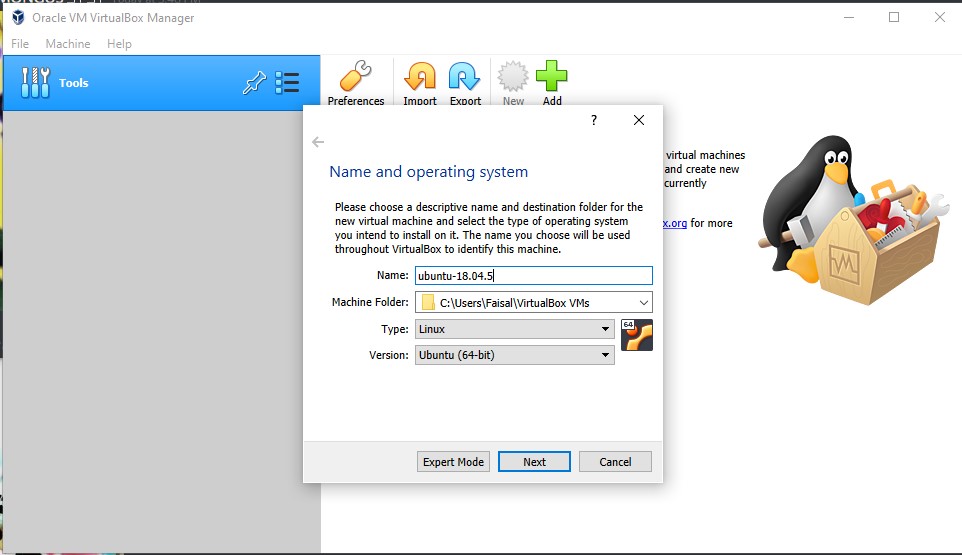 Oracle VM VirtualBox Manager
File Machine Help
Tools
Preferences Import Export New Add
?
Name and operating system
virtual machines
and create new
currently
x.org for more
Please choose a descriptive name and destination folder for the
new virtual machine and select the type of operating system
you intend to install on it. The name you choose will be used
throughout VirtualBox to identify this machine.
Name: ubuntu-18.04.5
Machine Folder: C:\Users\Faisal\VirtualBox VMs
Type: Linux
64
Version: Ubuntu (64-bit)
Expert Mode Next Cancel